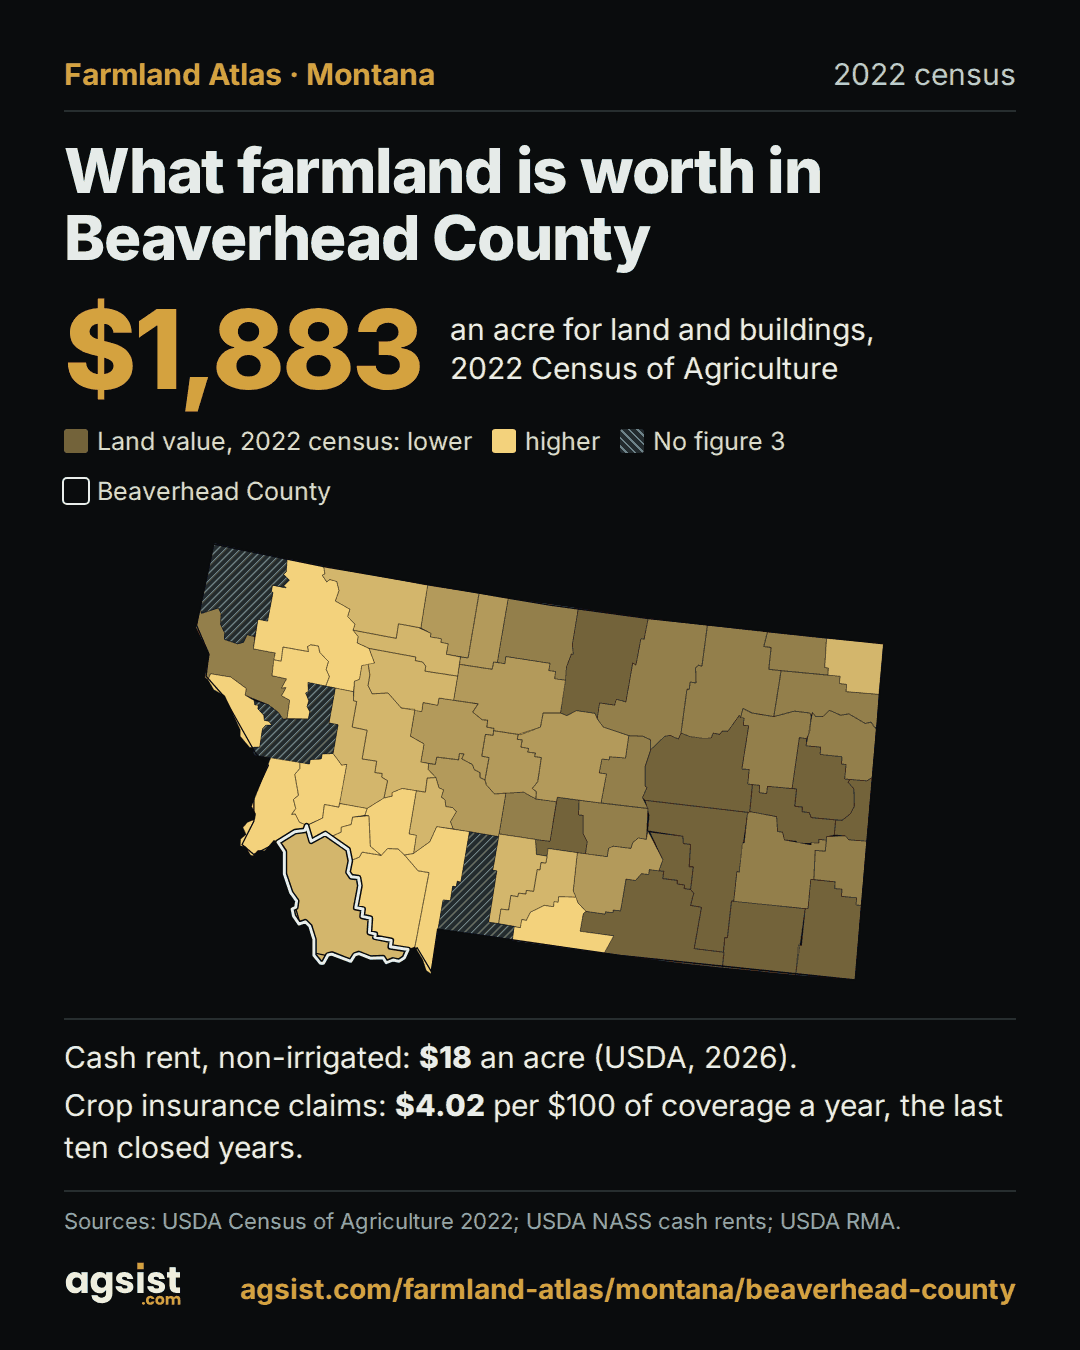 Farmland Atlas · Montana
2022 census
What farmland is worth in
Beaverhead County
$1,883
an acre for land and buildings,
2022 Census of Agriculture
Land value, 2022 census: lower
higher
No figure 3
Beaverhead County
Cash rent, non-irrigated: $18 an acre (USDA, 2026).
Crop insurance claims: $4.02 per $100 of coverage a year, the last
ten closed years.
Sources: USDA Census of Agriculture 2022; USDA NASS cash rents; USDA RMA.
agsist
.com
agsist.com/farmland-atlas/montana/beaverhead-county